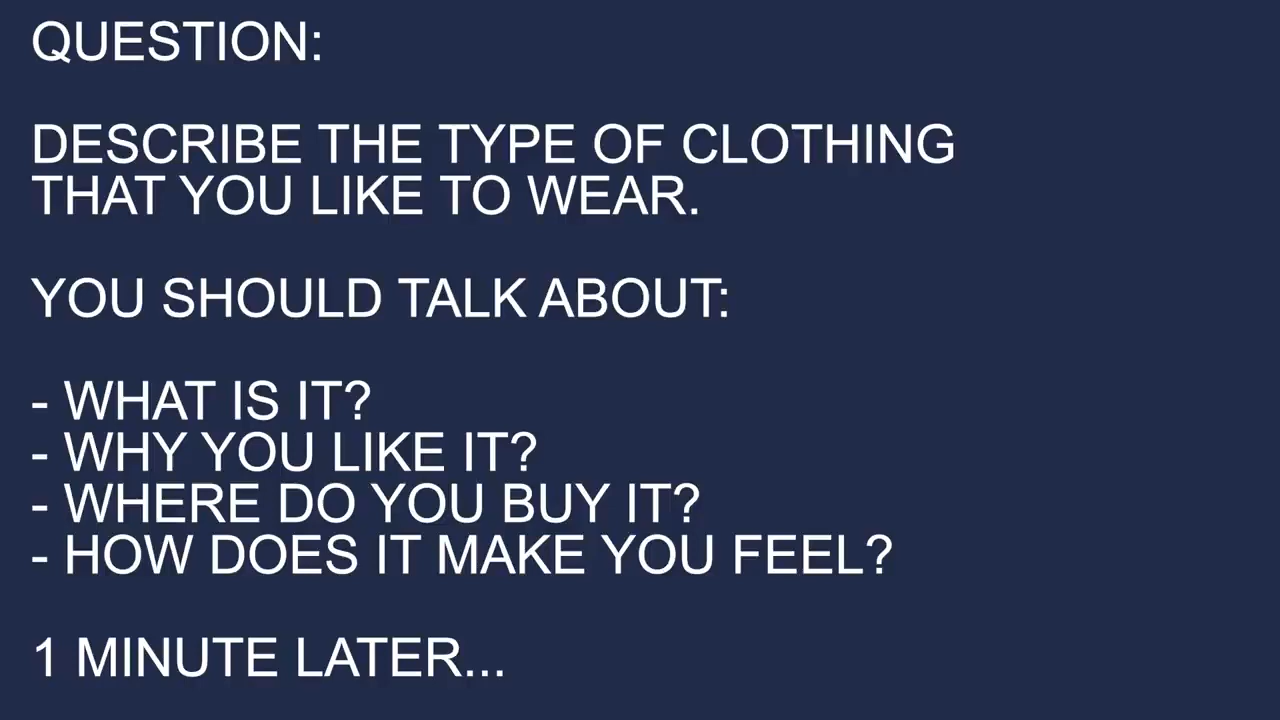 QUESTION:
DESCRIBE THE TYPE OF CLOTHING
THAT YOU LIKE TO WEAR.
YOU SHOULD TALK ABOUT:
- WHAT IS IT?
- WHY YOU LIKE IT?
- WHERE DO YOU BUY IT?
- HOW DOES IT MAKE YOU FEEL?
1 MINUTE LATER...